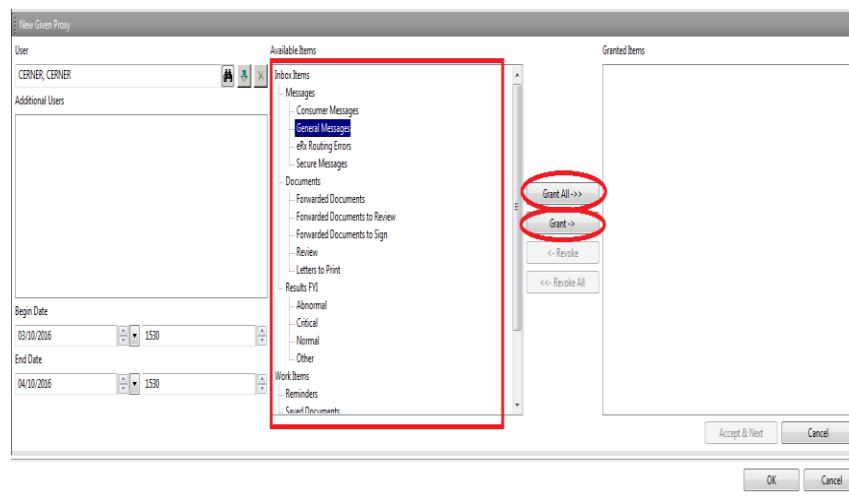 New Given Proxy
User
Available Items
Granted Items
CERNER, CERNER
Additional Users
Inbox Items
Messages
Consumer Messages
General Messages
eRx Routing Errors
Secure Messages
Documents
Forwarded Documents
Forwarded Documents to Review
Forwarded Documents to Sign
Review
Letters to Print
Results FYI
Abnormal
Critical
Normal
Other
Work Items
Reminders
Saved Documents
Grant All ->>
Grant ->
<- Revoke
<<- Revoke All
Begin Date
03/10/2016 1530
End Date
04/10/2016 1530
Accept & Next Cancel
OK Cancel